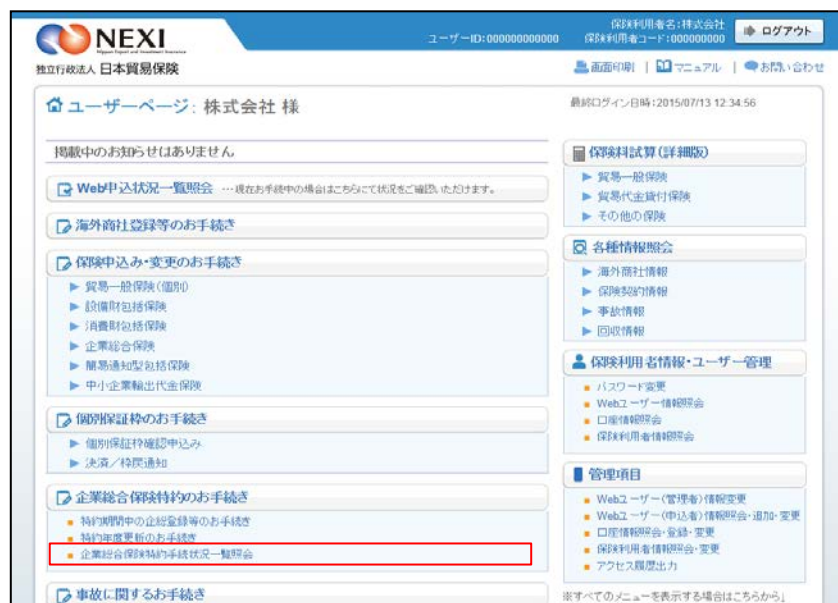 NEXI
Nippon Export and Investment Insurance
独立行政法人 日本貿易保険
ユーザーID:000000000000
保険利用者名:株式会社
保険利用者コード:000000000
ログアウト
画面印刷 | マニュアル | お問い合わせ
ユーザーページ: 株式会社 様
最終ログイン日時:2015/07/13 12:34:56
掲載中のお知らせはありません
Web申込状況一覧照会 …現在お手続中の場合はこちらにて状況をご確認いただけます。
海外商社登録等のお手続き
保険申込み・変更のお手続き
貿易一般保険(個別)
設備財包括保険
消費財包括保険
企業総合保険
簡易通知型包括保険
中小企業輸出代金保険
個別保証枠のお手続き
個別保証枠確認申込み
決済/枠戻通知
企業総合保険特約のお手続き
特約期間中の企総登録等のお手続き
特約年度更新のお手続き
企業総合保険特約手続状況一覧照会
事故に関するお手続き
保険料試算(詳細版)
貿易一般保険
貿易代金貸付保険
その他の保険
各種情報照会
海外商社情報
保険契約情報
事故情報
回収情報
保険利用者情報・ユーザー管理
パスワード変更
Webユーザー情報照会
口座情報照会
保険利用者情報照会
管理項目
Webユーザー(管理者)情報変更
Webユーザー(申込者)情報照会・追加・変更
口座情報照会・登録・変更
保険利用者情報照会・変更
アクセス履歴出力
※すべてのメニューを表示する場合はこちらから↓